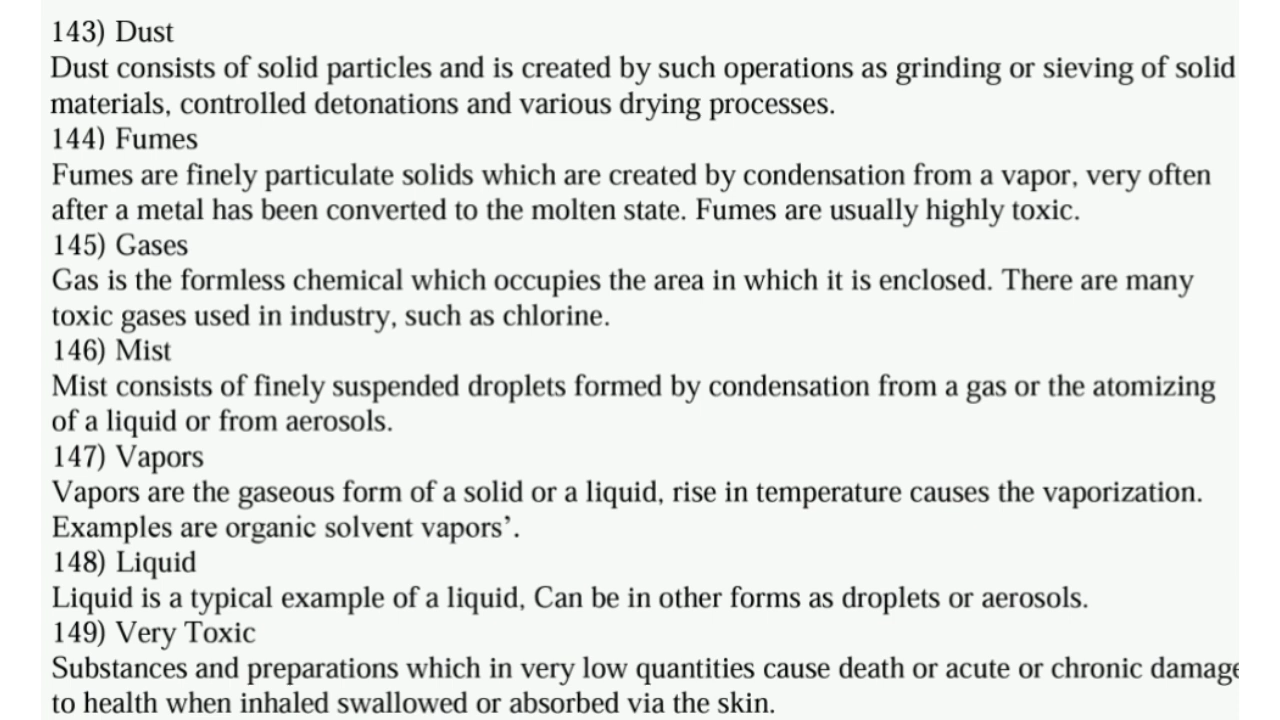 143) Dust
Dust consists of solid particles and is created by such operations as grinding or sieving of solid
materials, controlled detonations and various drying processes.
144) Fumes
Fumes are finely particulate solids which are created by condensation from a vapor, very often
after a metal has been converted to the molten state. Fumes are usually highly toxic.
145) Gases
Gas is the formless chemical which occupies the area in which it is enclosed. There are many
toxic gases used in industry, such as chlorine.
146) Mist
Mist consists of finely suspended droplets formed by condensation from a gas or the atomizing
of a liquid or from aerosols.
147) Vapors
Vapors are the gaseous form of a solid or a liquid, rise in temperature causes the vaporization.
Examples are organic solvent vapors’.
148) Liquid
Liquid is a typical example of a liquid, Can be in other forms as droplets or aerosols.
149) Very Toxic
Substances and preparations which in very low quantities cause death or acute or chronic damage
to health when inhaled swallowed or absorbed via the skin.